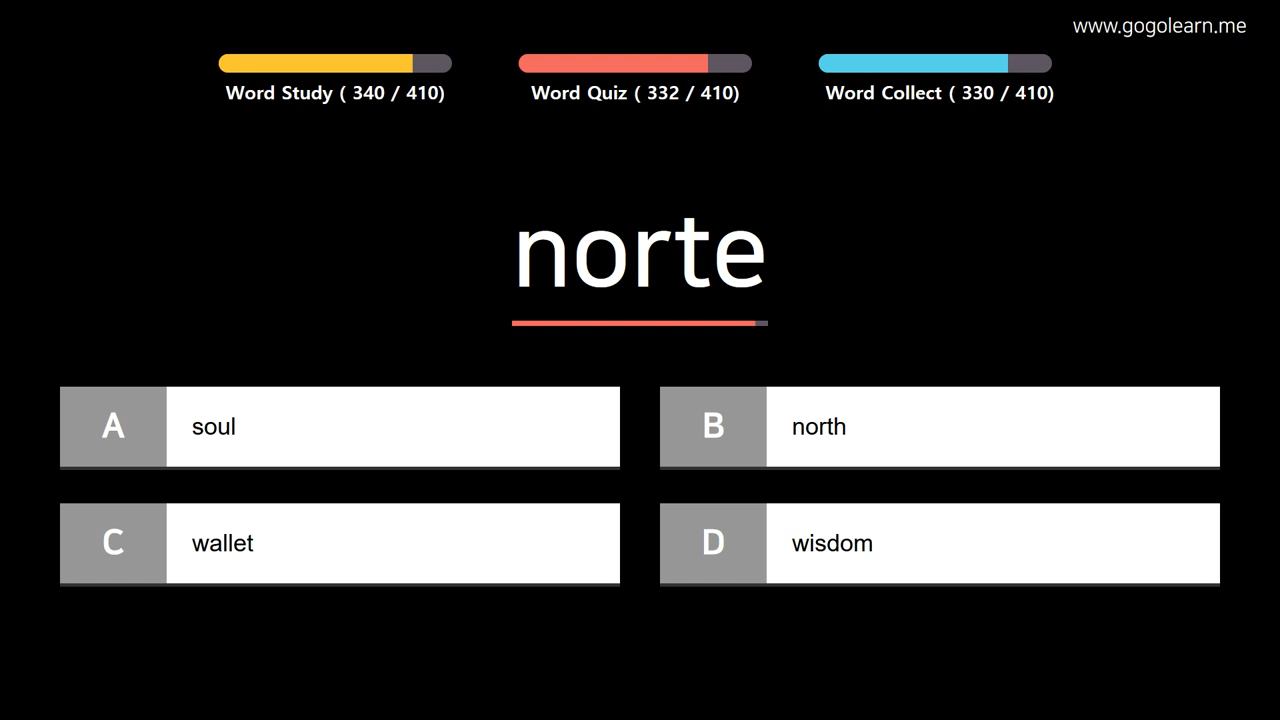 www.gogolearn.me
Word Study ( 340 / 410)
Word Quiz ( 332 / 410)
Word Collect ( 330 / 410)
norte
A soul
B north
C wallet
D wisdom